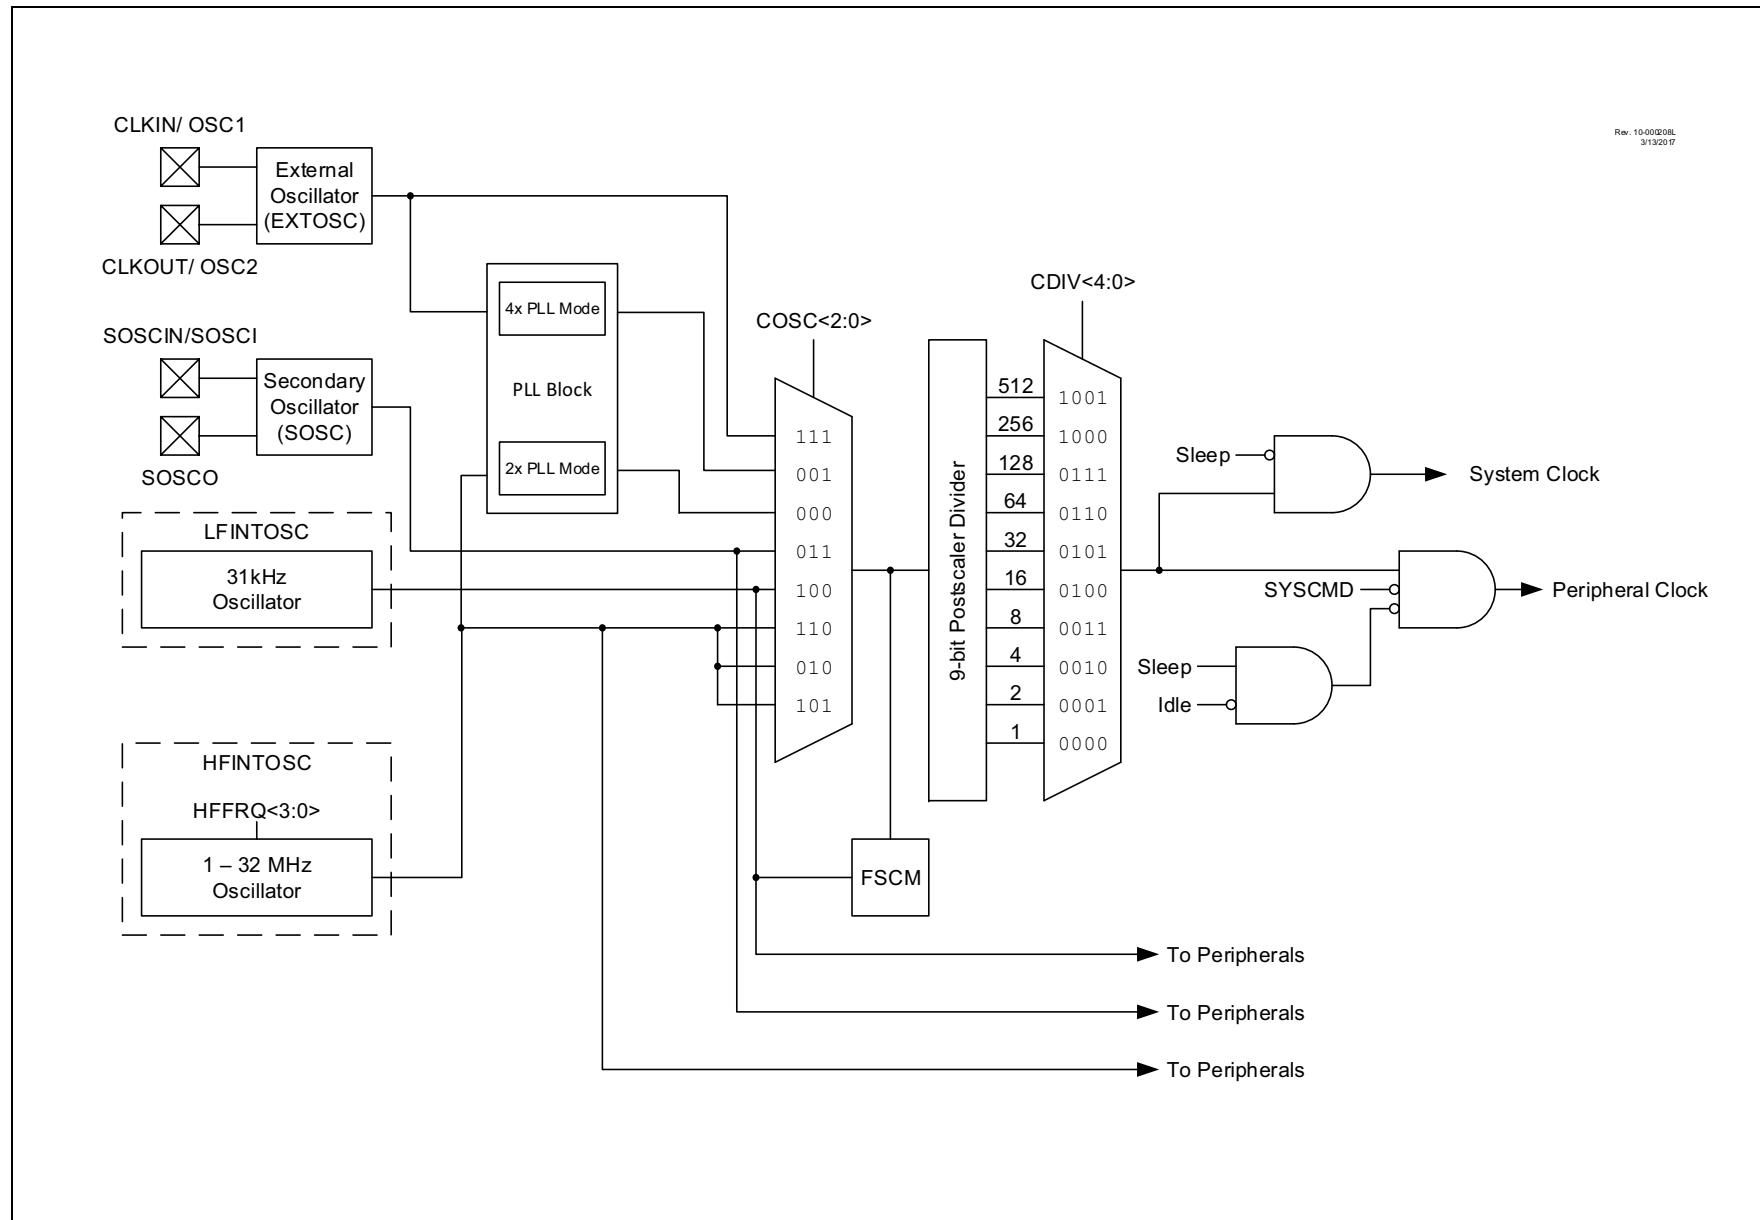 Rev. 10-000208L
3/13/2017
CLKIN/ OSC1
External
Oscillator
(EXTOSC)
CLKOUT/ OSC2
SOSCIN/SOSCI
Secondary
Oscillator
(SOSC)
SOSCO
LFINTOSC
31kHz
Oscillator
HFINTOSC
HFFRQ<3:0>
1 – 32 MHz
Oscillator
4x PLL Mode
PLL Block
2x PLL Mode
COSC<2:0>
111
001
000
011
100
110
010
101
FSCM
9-bit Postscaler Divider
CDIV<4:0>
512 1001
256 1000
128 0111
64 0110
32 0101
16 0100
8 0011
4 0010
2 0001
1 0000
Sleep
System Clock
SYSCMD
Peripheral Clock
Sleep
Idle
To Peripherals
To Peripherals
To Peripherals